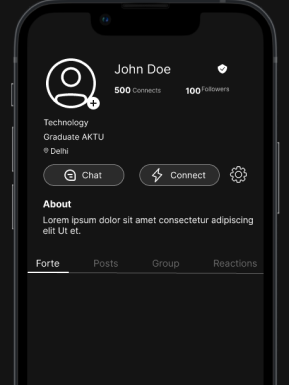 John Doe
500 Connects 100 Followers
Technology
Graduate AKTU
Delhi
Chat Connect
About
Lorem ipsum dolor sit amet consectetur adipiscing
elit Ut et.
Forte Posts Group Reactions